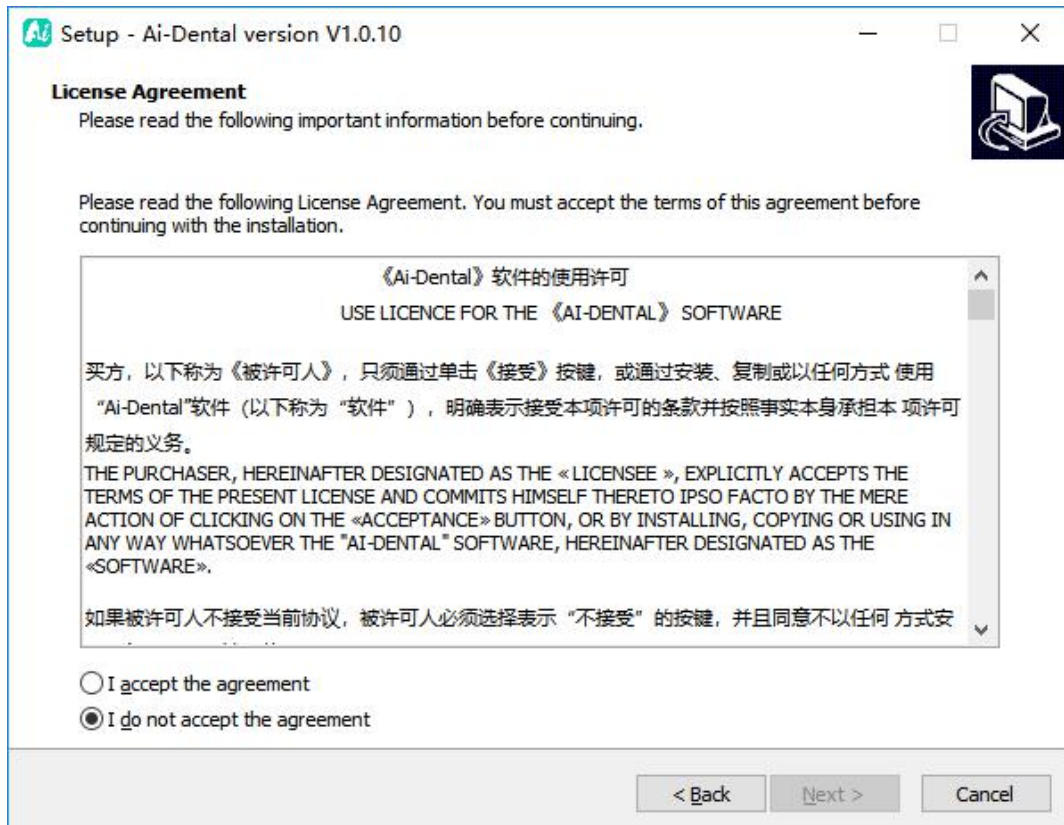 Ai Setup - Ai-Dental version V1.0.10
License Agreement
Please read the following important information before continuing.
Please read the following License Agreement. You must accept the terms of this agreement before
continuing with the installation.
《Ai-Dental》软件的使用许可
USE LICENCE FOR THE 《AI-DENTAL》 SOFTWARE
买方，以下称为《被许可人》，只须通过单击《接受》按键，或通过安装、复制或以任何方式 使用
“Ai-Dental”软件（以下称为“软件”），明确表示接受本项许可的条款并按照事实本身承担本 项许可
规定的义务。
THE PURCHASER, HEREINAFTER DESIGNATED AS THE « LICENSEE », EXPLICITLY ACCEPTS THE
TERMS OF THE PRESENT LICENSE AND COMMITS HIMSELF THERETO IPSO FACTO BY THE MERE
ACTION OF CLICKING ON THE «ACCEPTANCE» BUTTON, OR BY INSTALLING, COPYING OR USING IN
ANY WAY WHATSOEVER THE "AI-DENTAL" SOFTWARE, HEREINAFTER DESIGNATED AS THE
«SOFTWARE».
如果被许可人不接受当前协议，被许可人必须选择表示“不接受”的按键，并且同意不以任何 方式安
I accept the agreement
I do not accept the agreement
< Back
Next >
Cancel